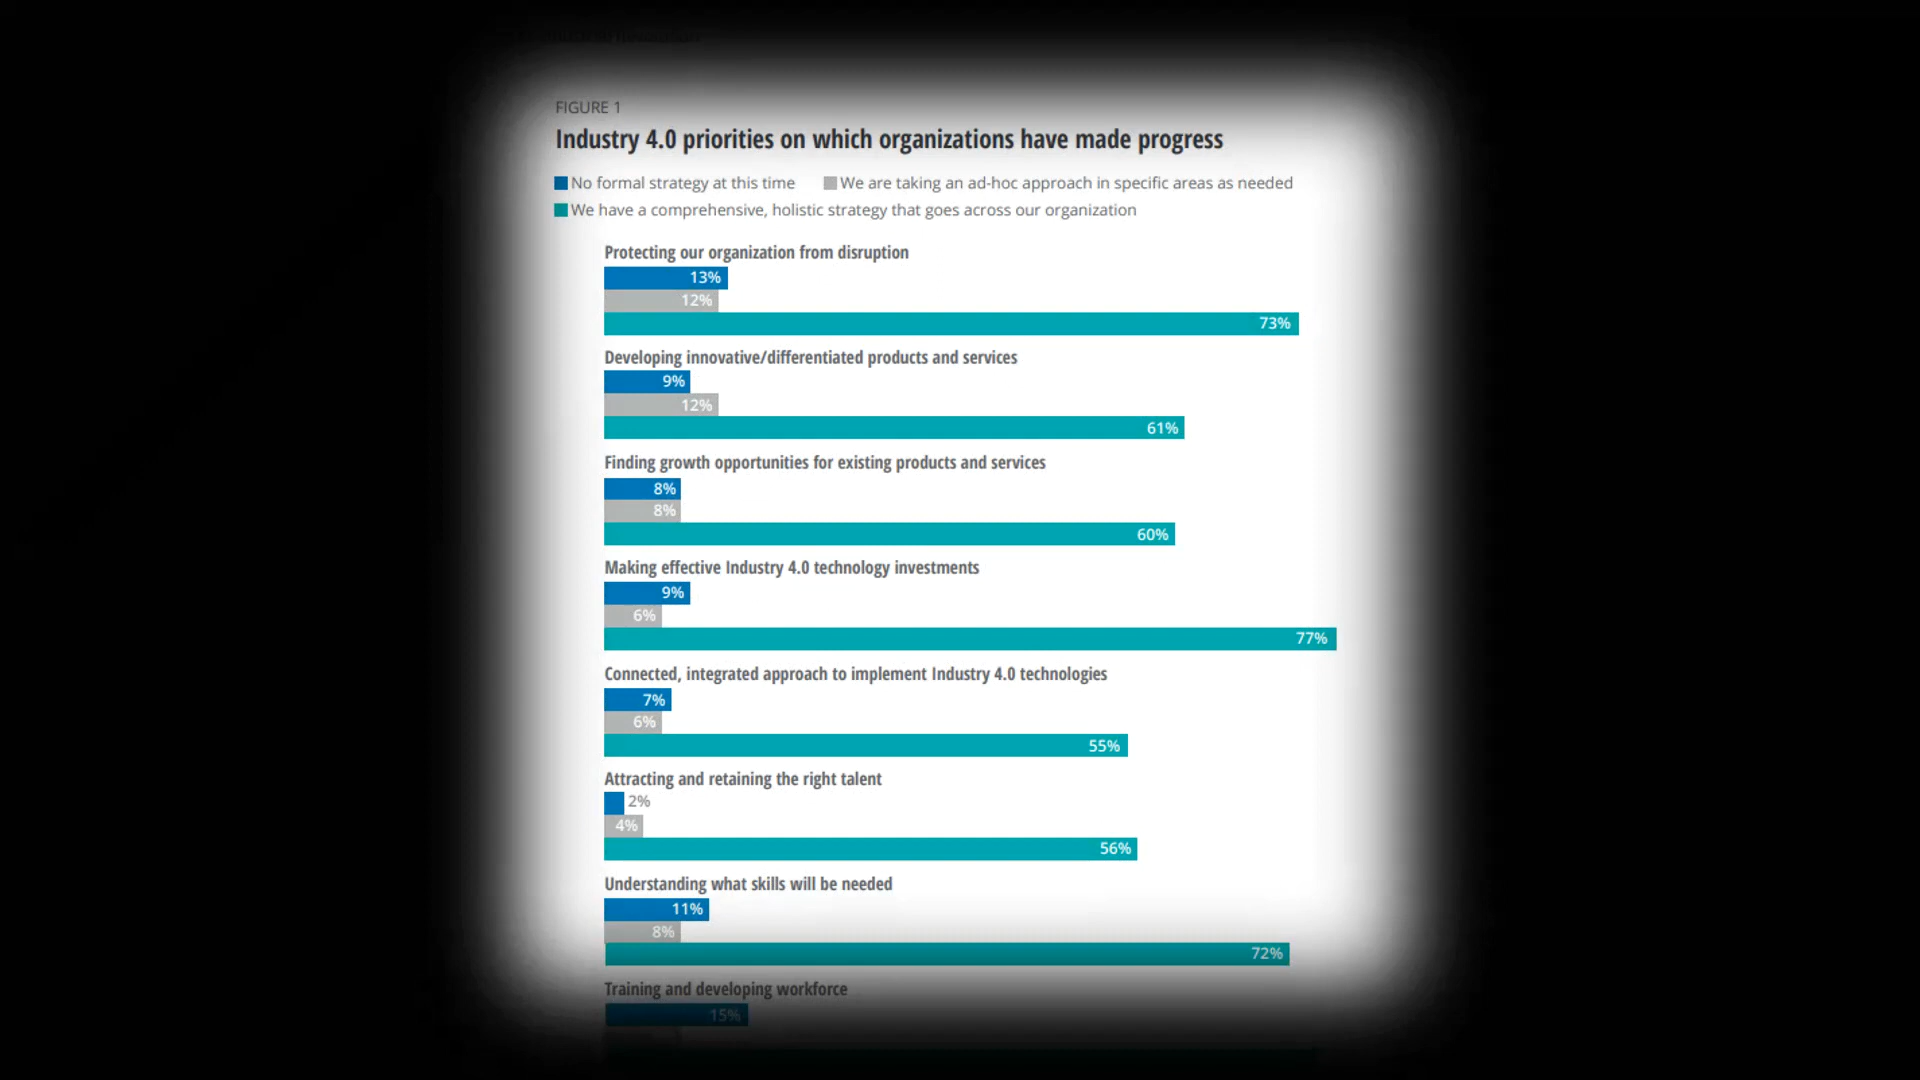 FIGURE 1
Industry 4.0 priorities on which organizations have made progress
No formal strategy at this time We are taking an ad-hoc approach in specific areas as needed
We have a comprehensive, holistic strategy that goes across our organization
Protecting our organization from disruption
13%
12%
73%
Developing innovative/differentiated products and services
9%
12%
61%
Finding growth opportunities for existing products and services
8%
8%
60%
Making effective Industry 4.0 technology investments
9%
6%
77%
Connected, integrated approach to implement Industry 4.0 technologies
7%
6%
55%
Attracting and retaining the right talent
2%
4%
56%
Understanding what skills will be needed
11%
8%
72%
Training and developing workforce
15%